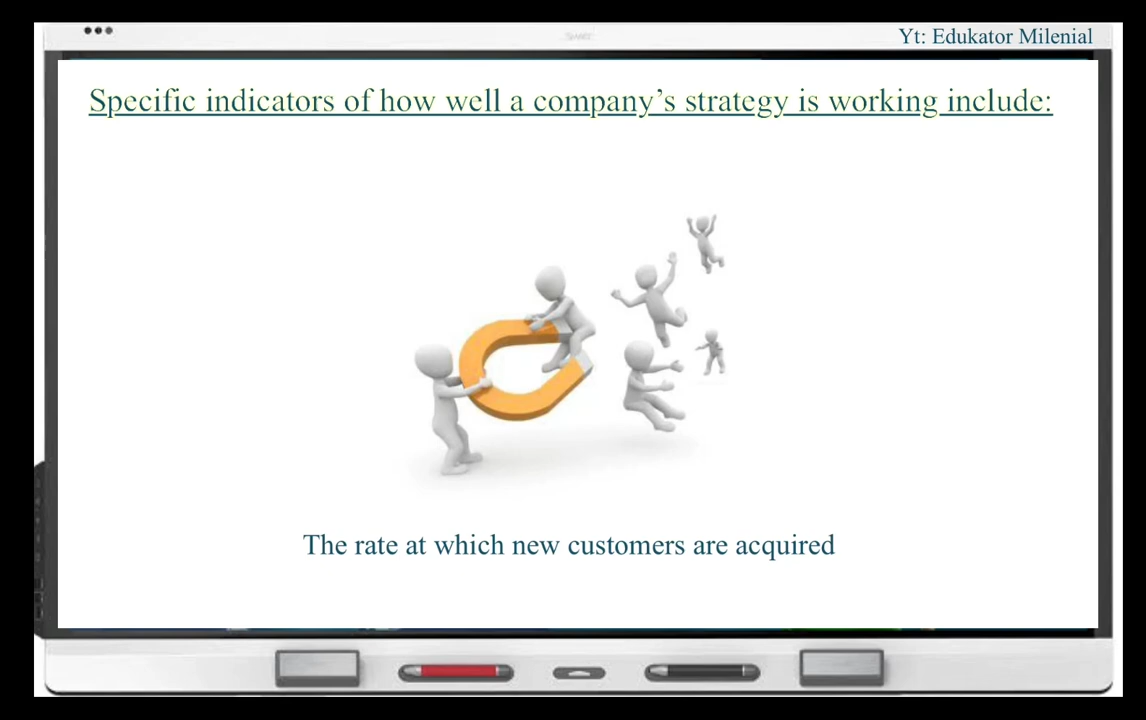 Yt: Edukator Milenial
Specific indicators of how well a company’s strategy is working include:
The rate at which new customers are acquired